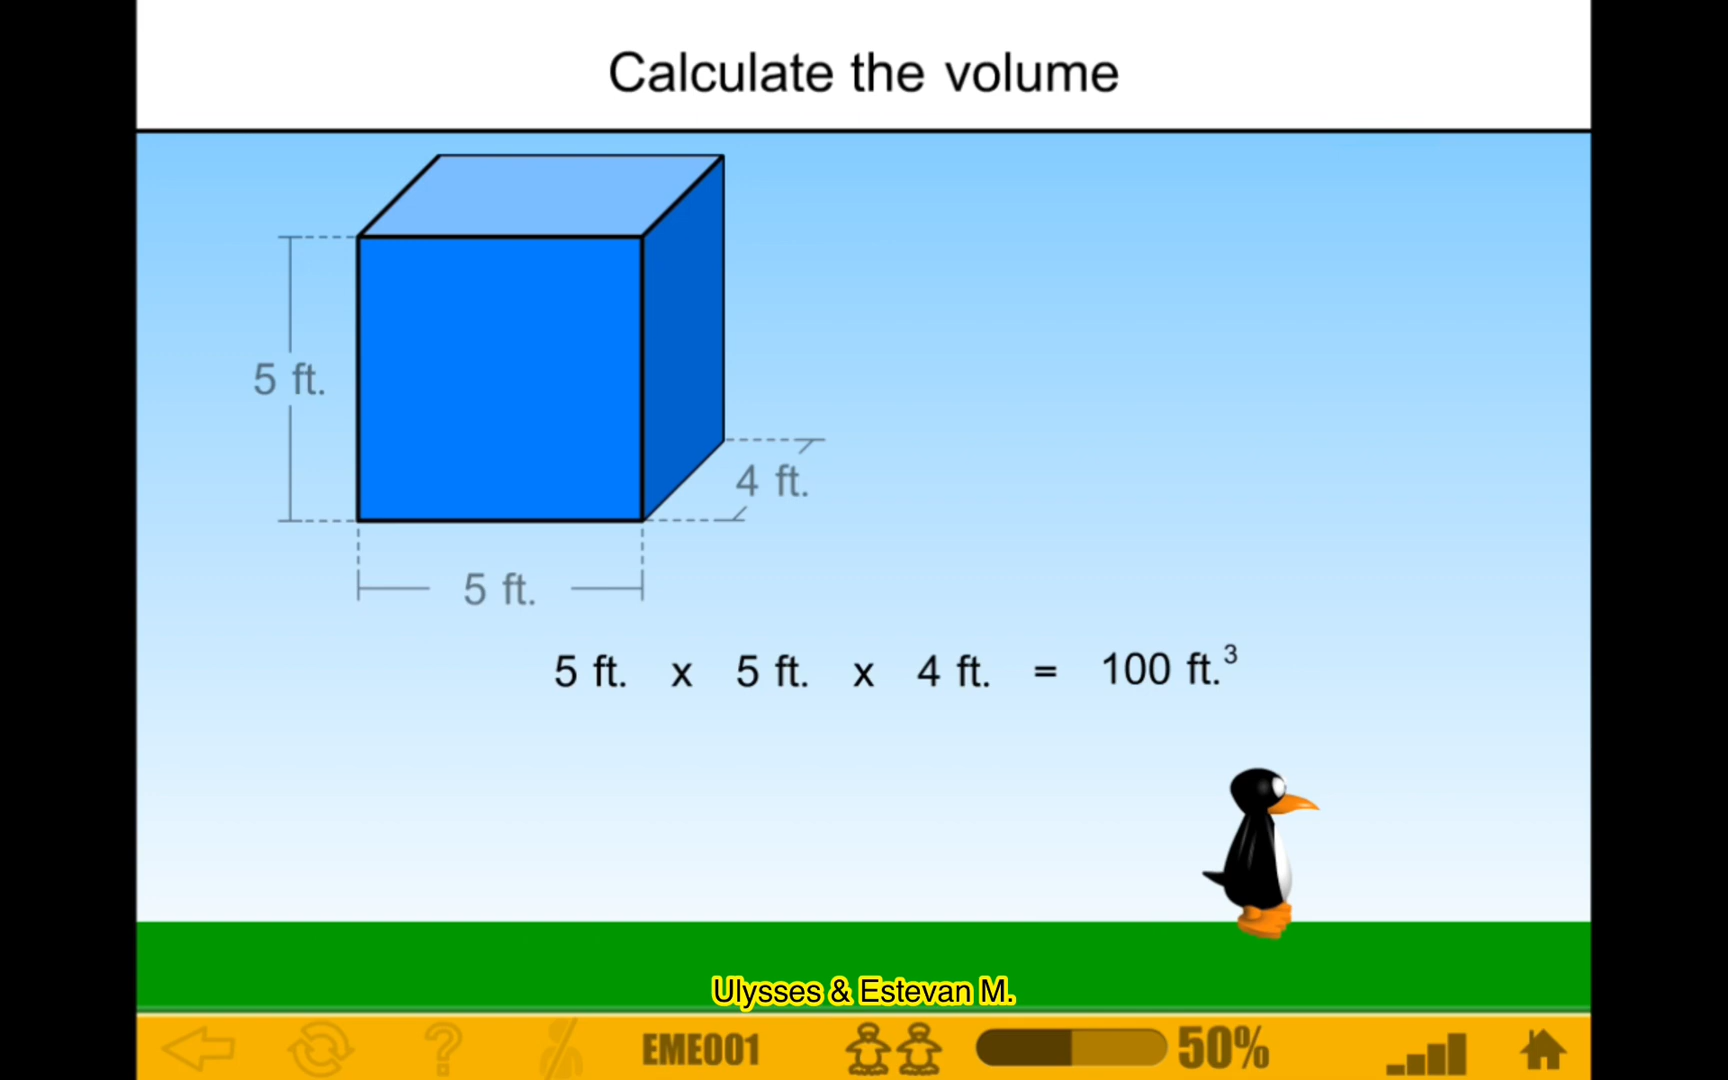 Calculate the volume
5 ft.
4 ft.
5 ft.
5 ft. x 5 ft. x 4 ft. = 100 ft.³
Ulysses & Estevan M.
? EME001 50%